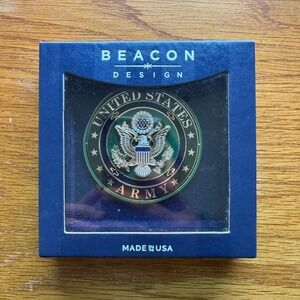 BEACON
DESIGN
UNITED STATES
ARMY
MADE IN USA